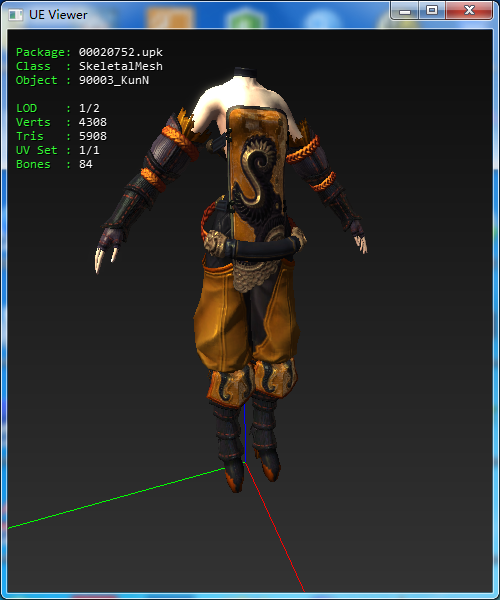 UE Viewer
Package: 00020752.upk
Class : SkeletalMesh
Object : 90003_KunN
LOD : 1/2
Verts : 4308
Tris : 5908
UV Set : 1/1
Bones : 84